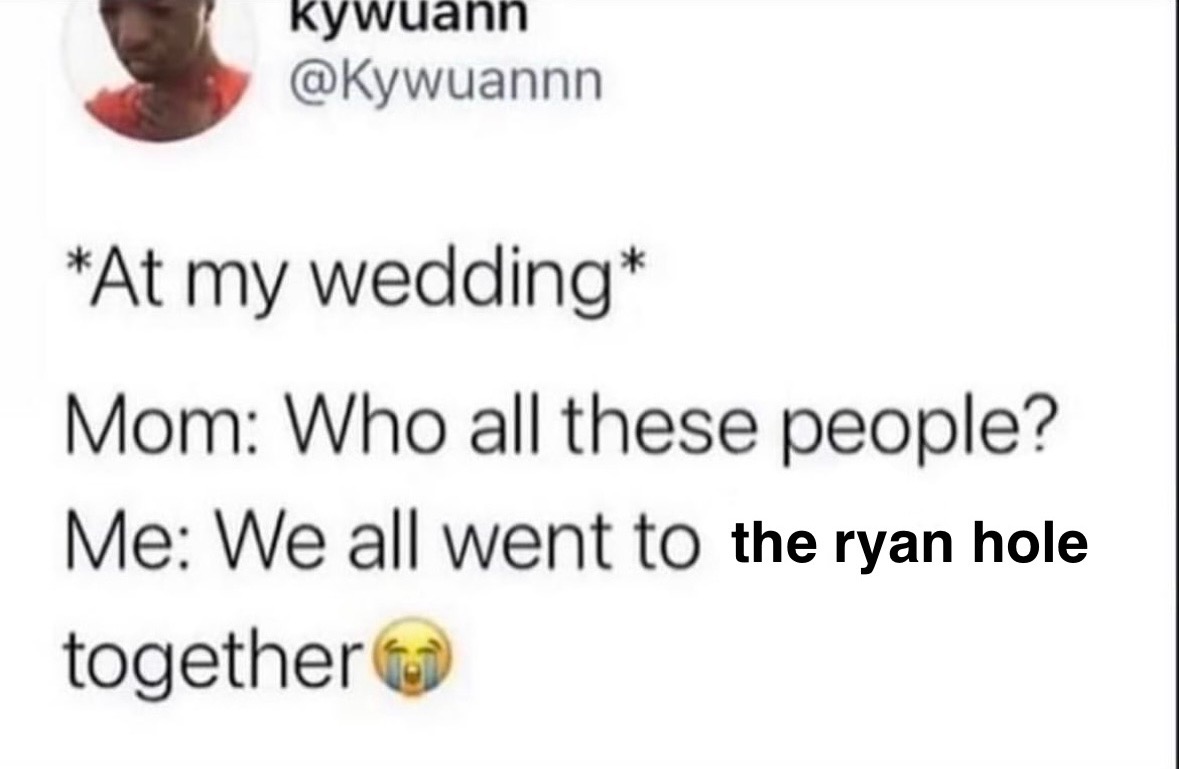 kywuann
@Kywuannn
*At my wedding*
Mom: Who all these people?
Me: We all went to the ryan hole
together😭